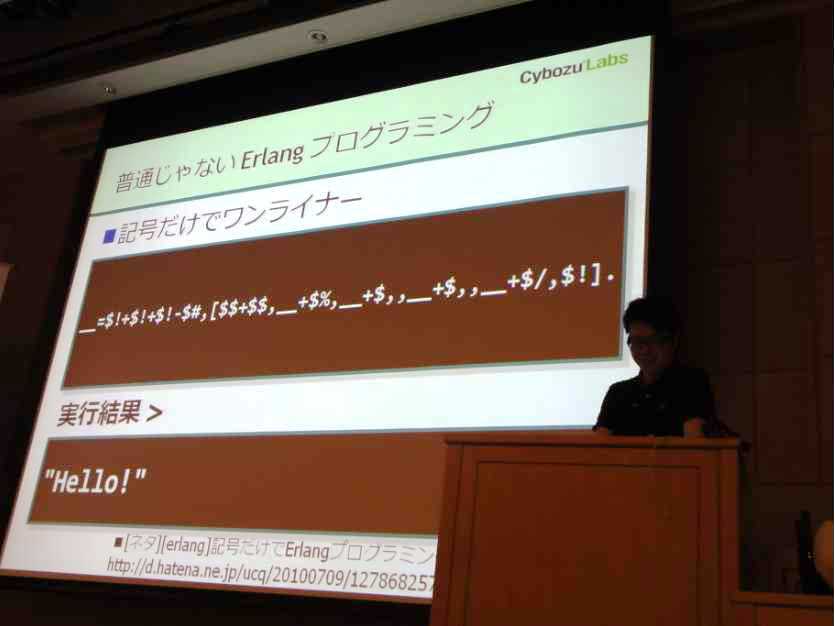 Cybozu Labs
普通じゃない Erlang プログラミング
■記号だけでワンライナー
__=$!+$!+$!-$#,[$$+$$,__+$%,__+$,,__+$,,__+$/,$!].
実行結果 >
"Hello!"
■[ネタ][erlang]記号だけでErlangプログラミン
http://d.hatena.ne.jp/ucq/20100709/127868257